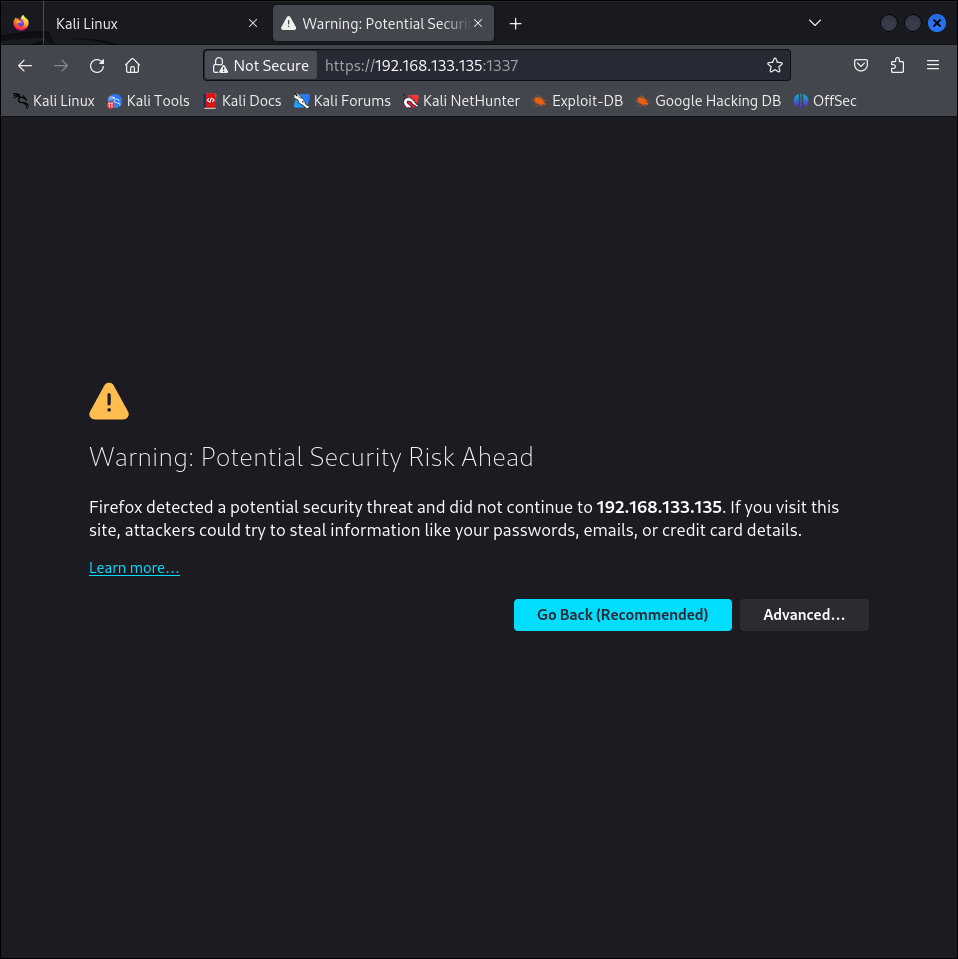 Kali Linux
Warning: Potential Securi
Not Secure https://192.168.133.135:1337
Kali Linux Kali Tools Kali Docs Kali Forums Kali NetHunter Exploit-DB Google Hacking DB OffSec
Warning: Potential Security Risk Ahead
Firefox detected a potential security threat and did not continue to 192.168.133.135. If you visit this
site, attackers could try to steal information like your passwords, emails, or credit card details.
Learn more…
Go Back (Recommended) Advanced…